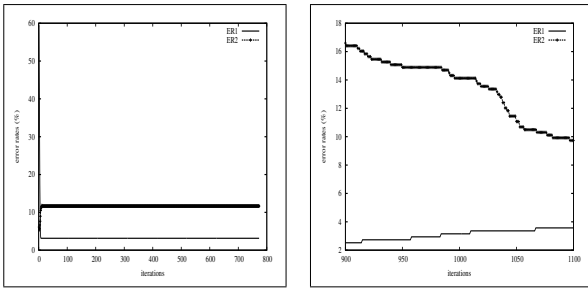 60
50
40
30
20
10
0
error rates (%)
ER1
ER2
0 100 200 300 400 500 600 700 800
iterations
18
16
14
12
10
8
6
4
2
error rates (%)
ER1
ER2
900 950 1000 1050 1100
iterations